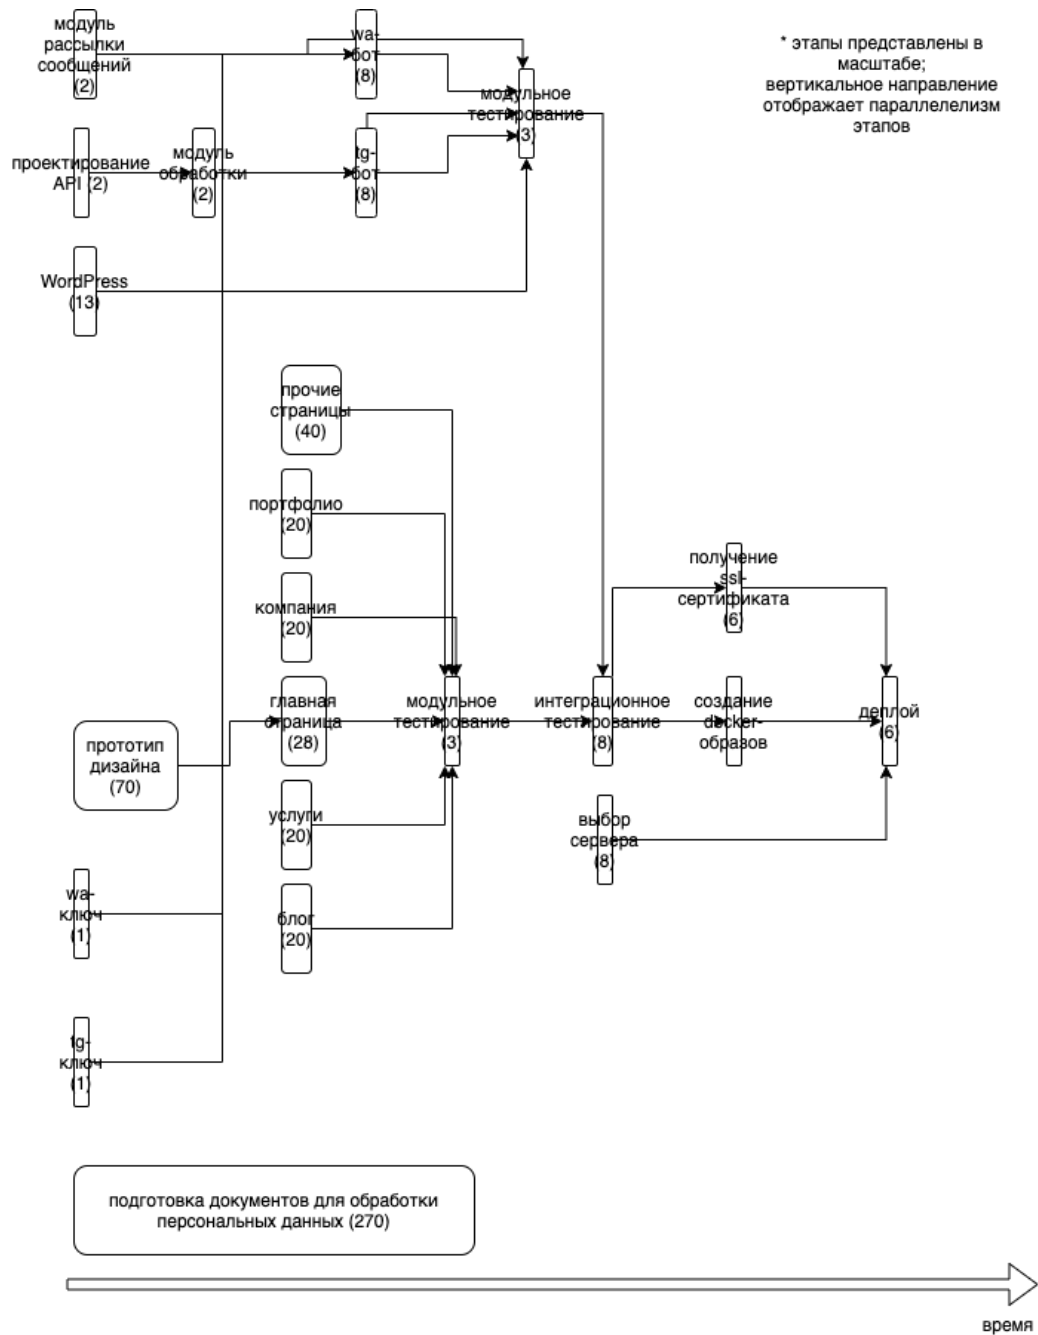 модуль
рассылки
сообщений
(2)
wa-
бот
(8)
* этапы представлены в
масштабе;
вертикальное направление
отображает параллелелизм
этапов
модульное
тестирование
(3)
проектирование
API (2)
модуль
обработки
(2)
tg-
бот
(8)
WordPress
(13)
прочие
страницы
(40)
портфолио
(20)
компания
(20)
получение
ssl-
сертификата
(6)
главная
страница
(28)
модульное
тестирование
(3)
интеграционное
тестирование
(8)
создание
docker-
образов
деплой
(6)
прототип
дизайна
(70)
услуги
(20)
выбор
сервера
(8)
wa-
ключ
(1)
блог
(20)
tg-
ключ
(1)
подготовка документов для обработки
персональных данных (270)
время